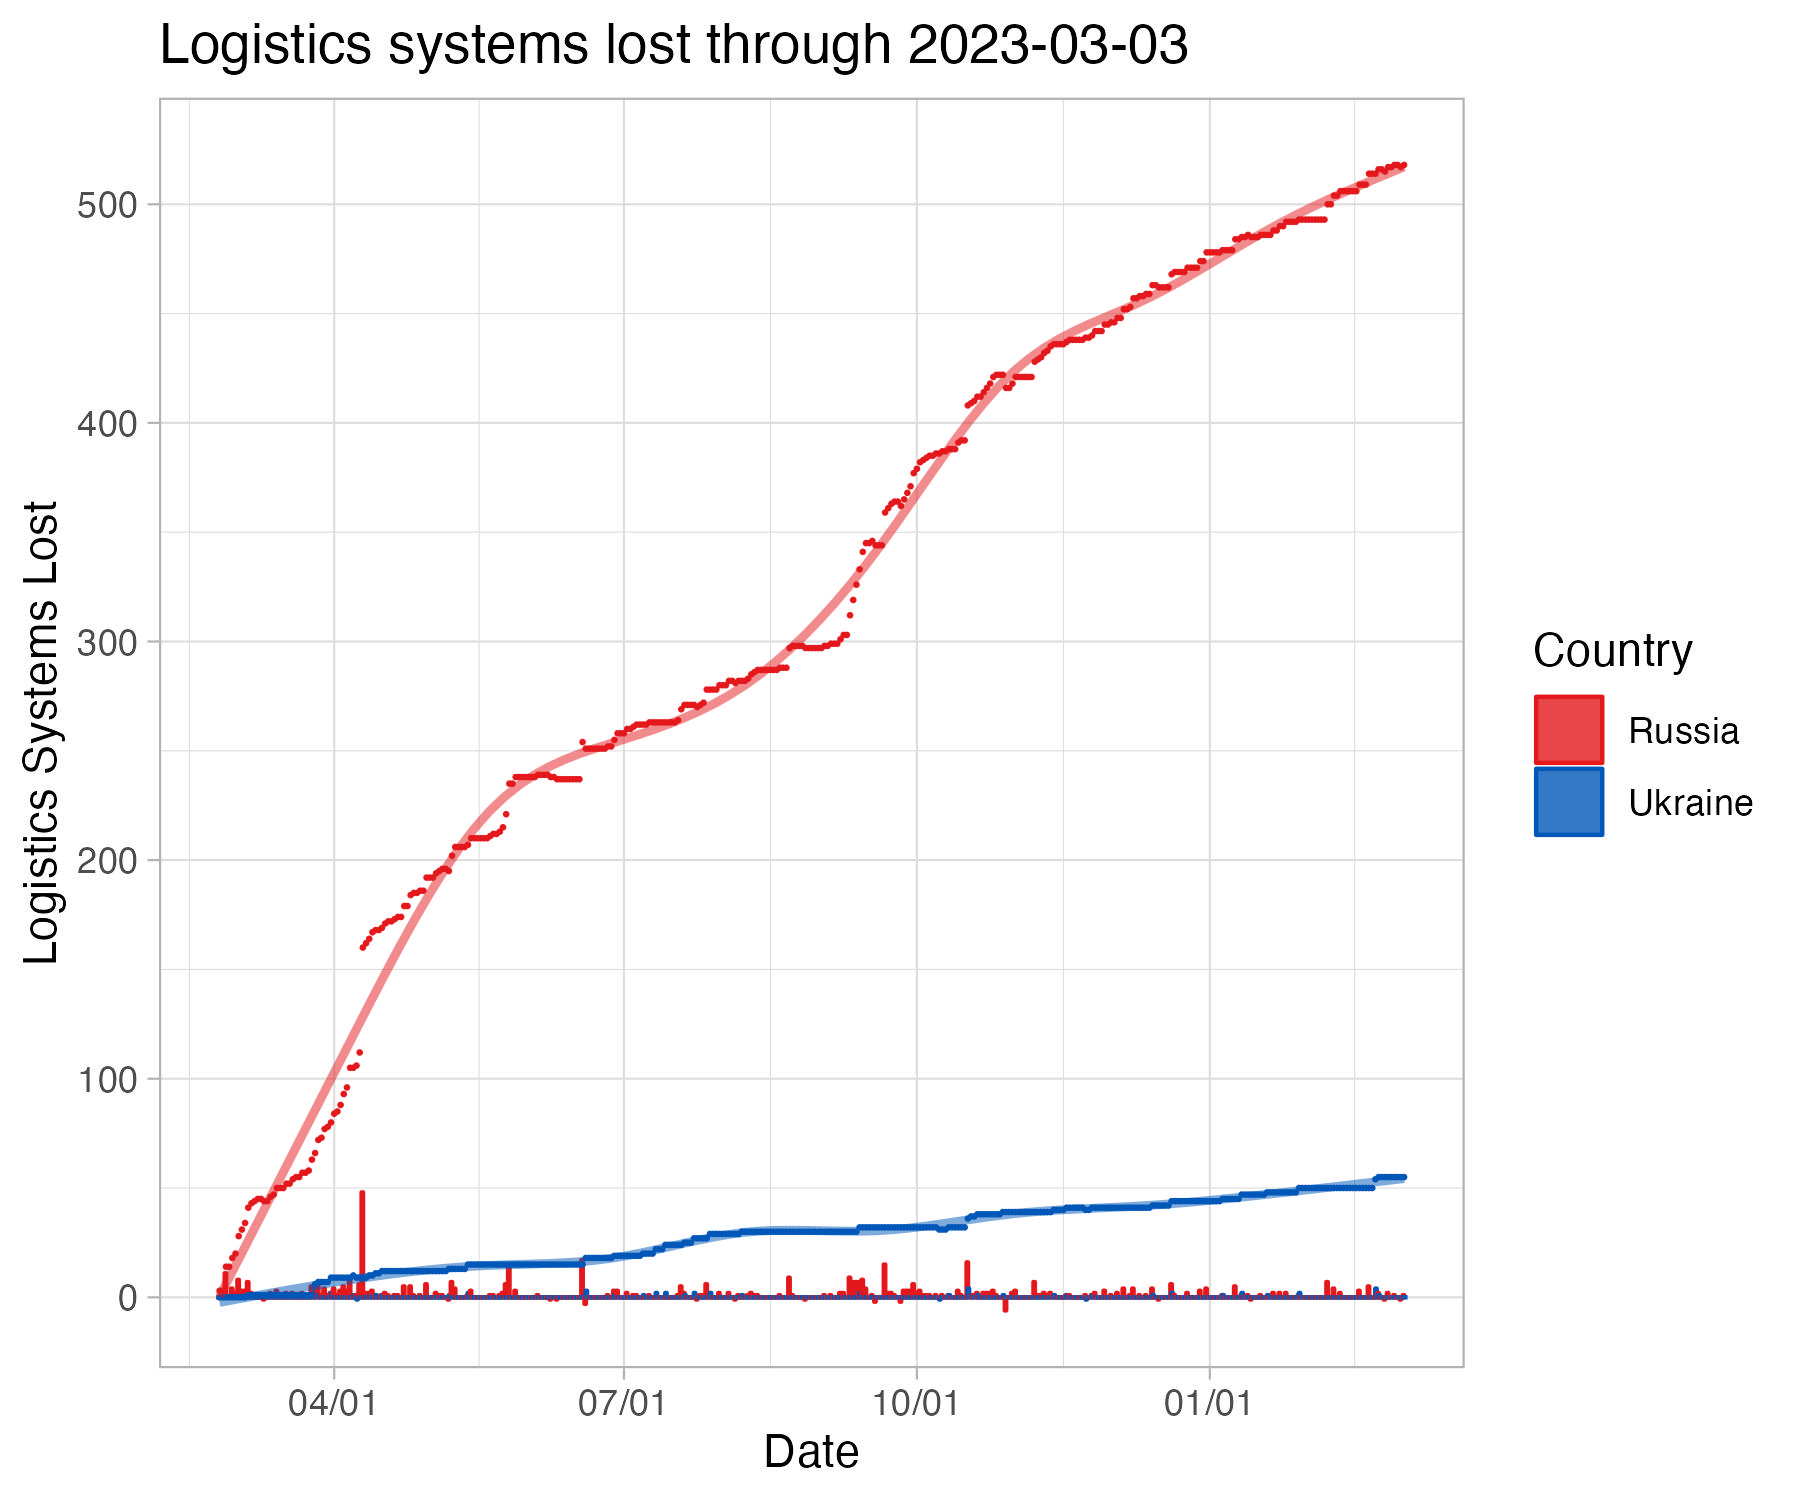 Logistics systems lost through 2023-03-03
Logistics Systems Lost
500
400
300
200
100
0
04/01
07/01
10/01
01/01
Date
Country
Russia
Ukraine